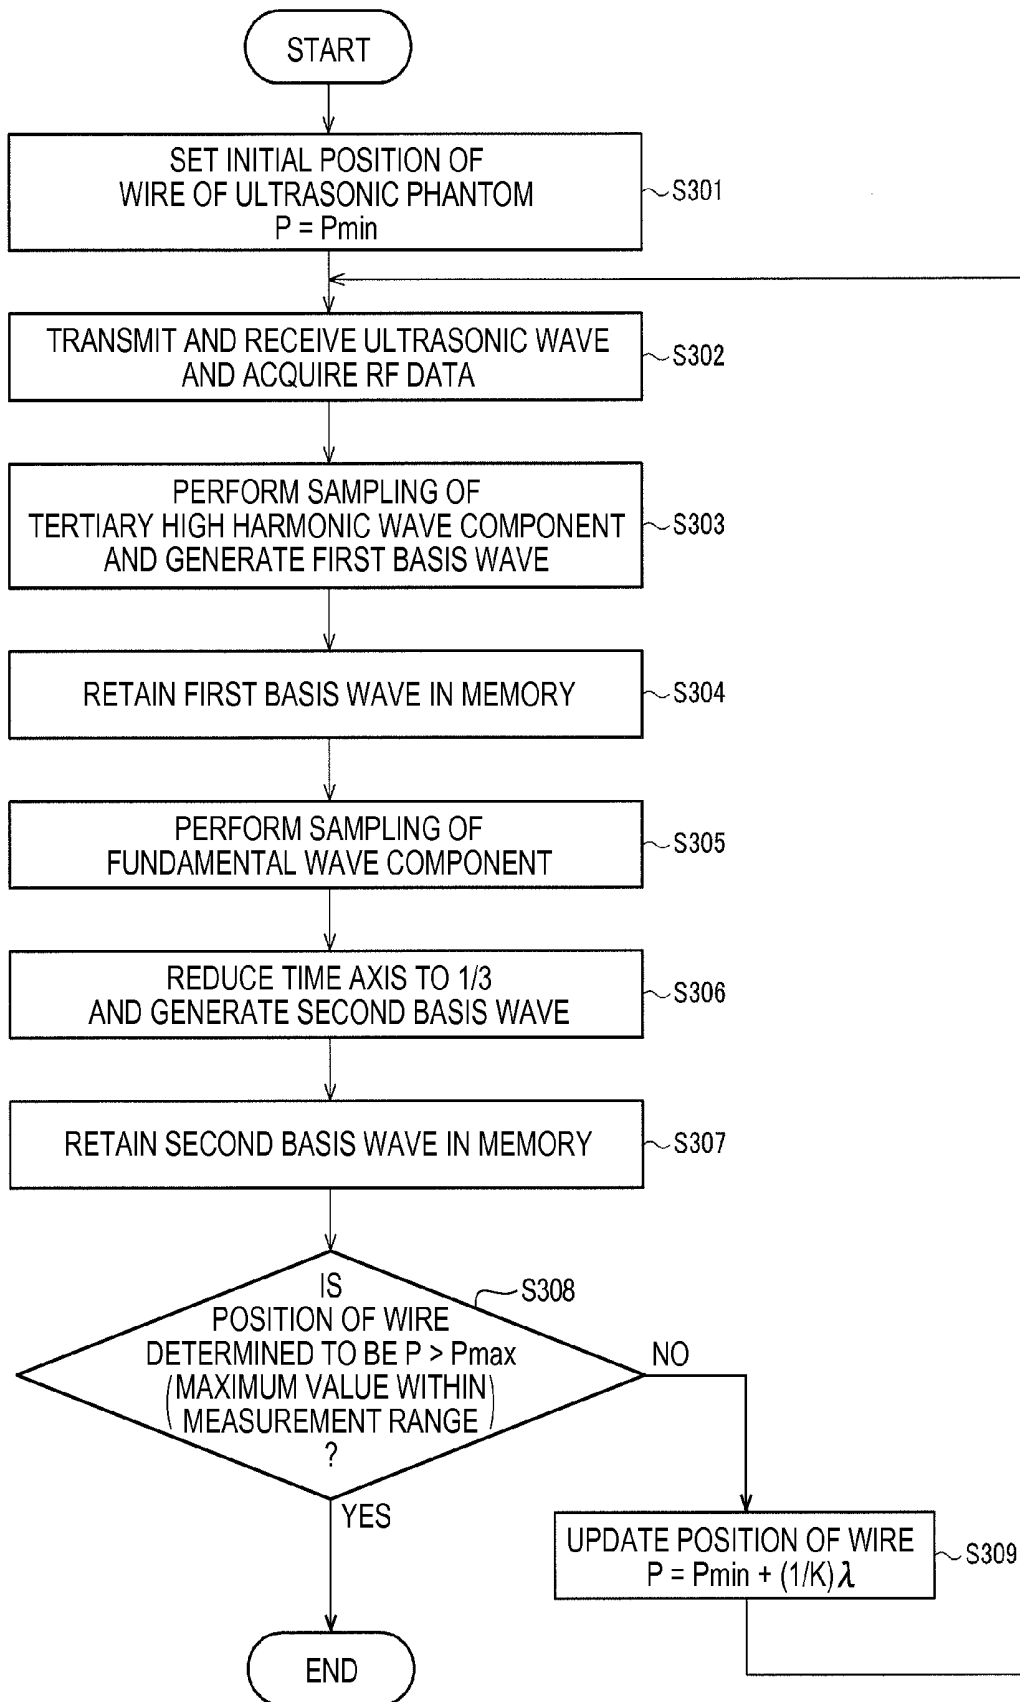 START
SET INITIAL POSITION OF
WIRE OF ULTRASONIC PHANTOM
P = Pmin
S301
TRANSMIT AND RECEIVE ULTRASONIC WAVE
AND ACQUIRE RF DATA
S302
PERFORM SAMPLING OF
TERTIARY HIGH HARMONIC WAVE COMPONENT
AND GENERATE FIRST BASIS WAVE
S303
RETAIN FIRST BASIS WAVE IN MEMORY
S304
PERFORM SAMPLING OF
FUNDAMENTAL WAVE COMPONENT
S305
REDUCE TIME AXIS TO 1/3
AND GENERATE SECOND BASIS WAVE
S306
RETAIN SECOND BASIS WAVE IN MEMORY
S307
IS
POSITION OF WIRE
DETERMINED TO BE P > Pmax
(MAXIMUM VALUE WITHIN
MEASUREMENT RANGE)
?
S308
NO
YES
UPDATE POSITION OF WIRE
P = Pmin + (1/K) λ
S309
END